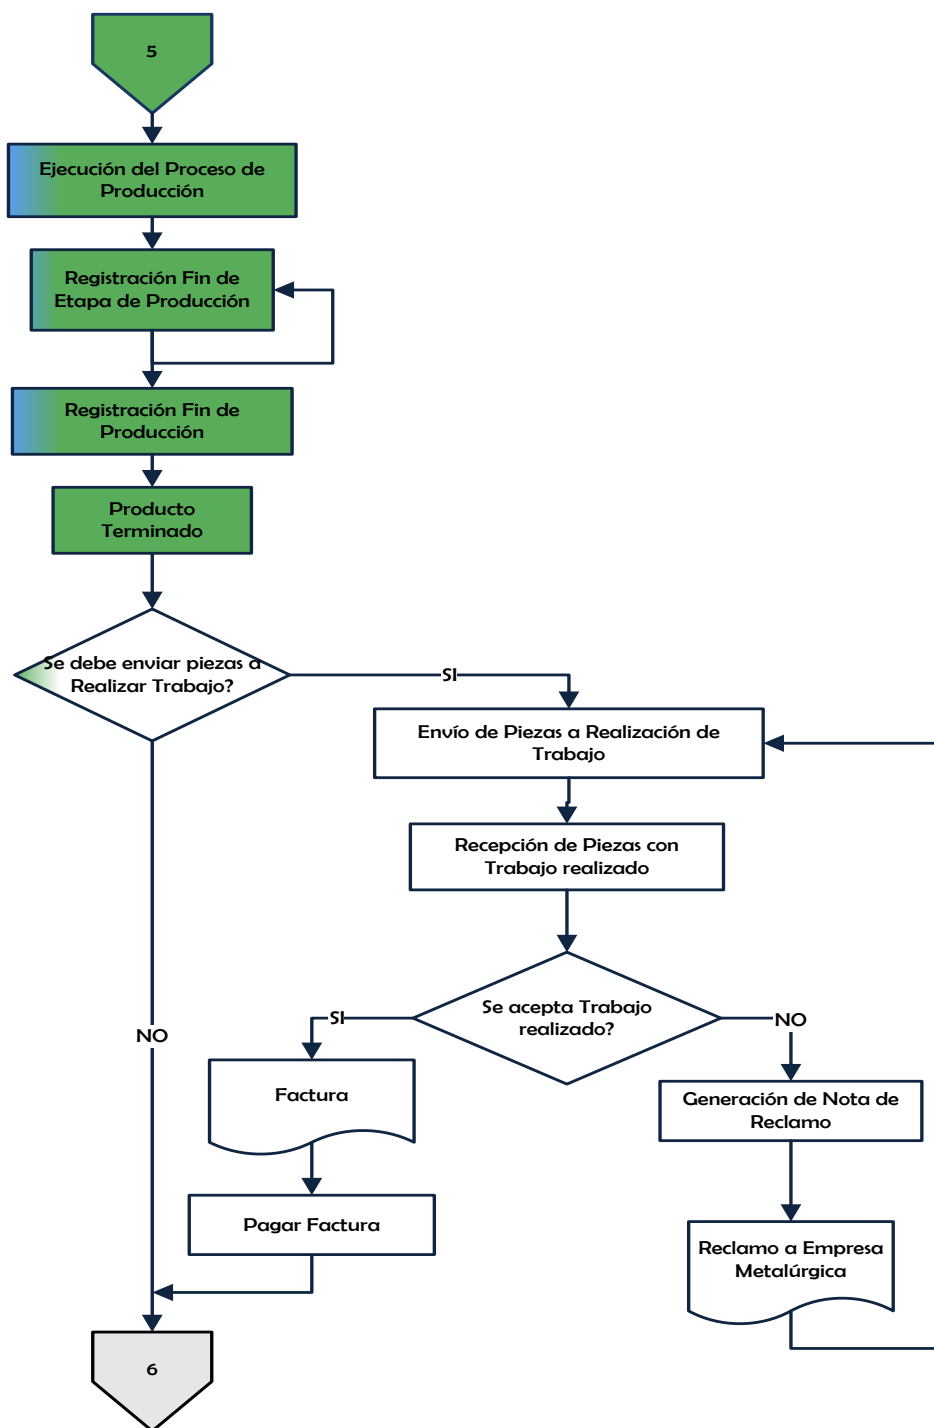 5
Ejecución del Proceso de
Producción
Registración Fin de
Etapa de Producción
Registración Fin de
Producción
Producto
Terminado
Se debe enviar piezas a
Realizar Trabajo?
SI
Envío de Piezas a Realización de
Trabajo
Recepción de Piezas con
Trabajo realizado
Se acepta Trabajo
realizado?
SI
NO
NO
Factura
Generación de Nota de
Reclamo
Pagar Factura
Reclamo a Empresa
Metalúrgica
6